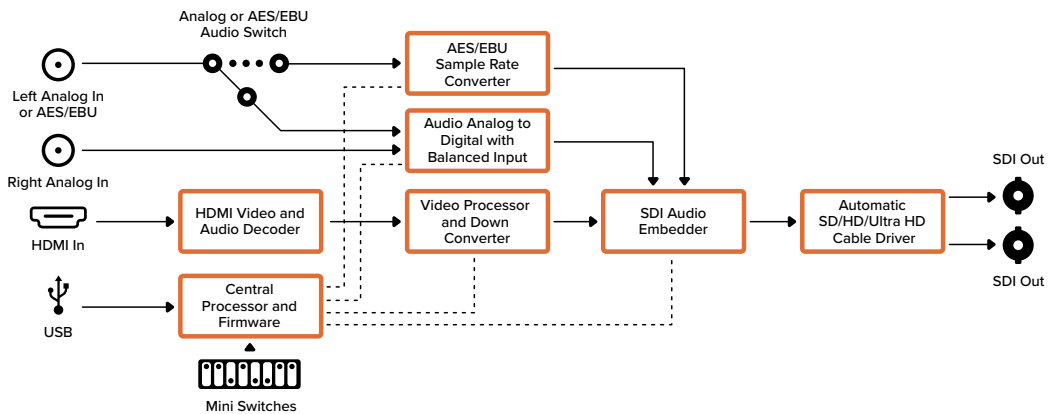 Analog or AES/EBU
Audio Switch
Left Analog In
or AES/EBU
AES/EBU
Sample Rate
Converter
Right Analog In
Audio Analog to
Digital with
Balanced Input
HDMI In
HDMI Video and
Audio Decoder
Video Processor
and Down
Converter
SDI Audio
Embedder
Automatic
SD/HD/Ultra HD
Cable Driver
SDI Out
SDI Out
USB
Central
Processor and
Firmware
Mini Switches